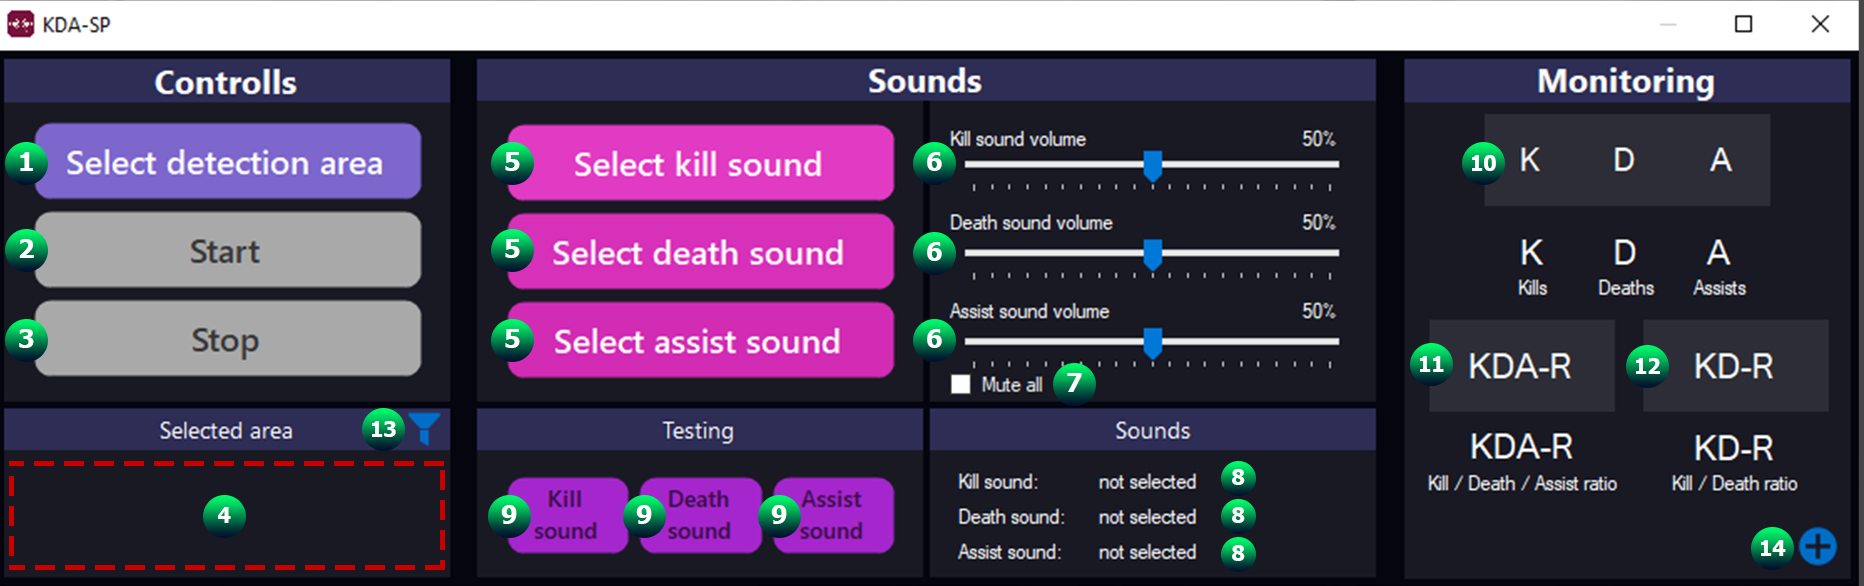 KDA-SP
Controlls
1 Select detection area
2 Start
3 Stop
Selected area 13
4
Sounds
5 Select kill sound
5 Select death sound
5 Select assist sound
Kill sound volume 50%
6
Death sound volume 50%
6
Assist sound volume 50%
6
Mute all 7
Testing
9 Kill
sound
9 Death
sound
9 Assist
sound
Sounds
Kill sound: not selected 8
Death sound: not selected 8
Assist sound: not selected 8
Monitoring
10 K D A
K D A
Kills Deaths Assists
11 KDA-R 12 KD-R
KDA-R KD-R
Kill / Death / Assist ratio Kill / Death ratio
14